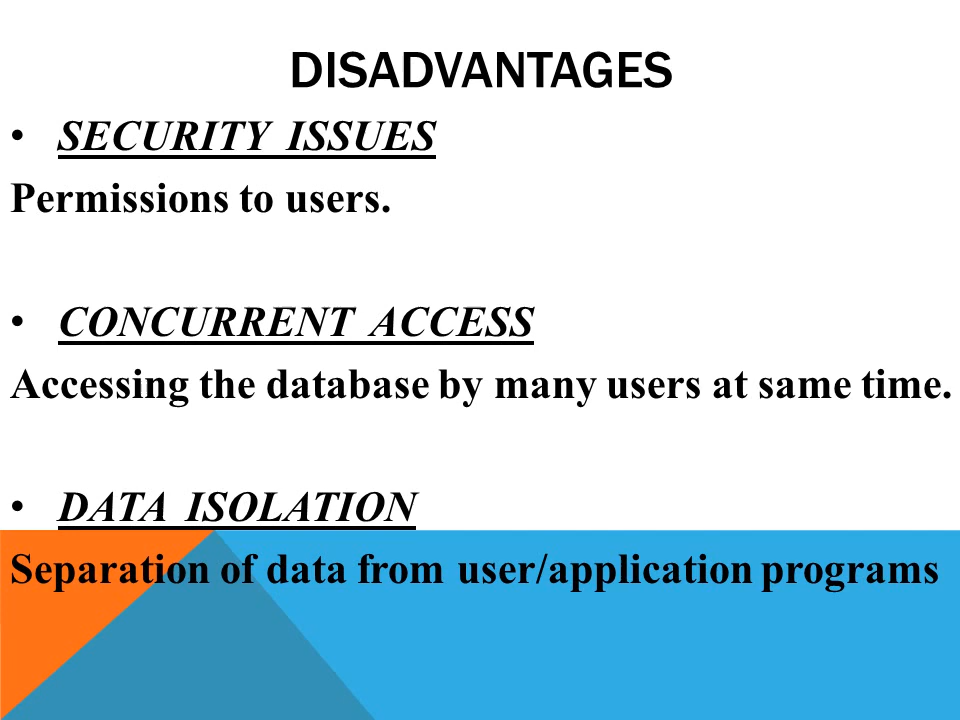 DISADVANTAGES
• SECURITY ISSUES
Permissions to users.
• CONCURRENT ACCESS
Accessing the database by many users at same time.
• DATA ISOLATION
Separation of data from user/application programs